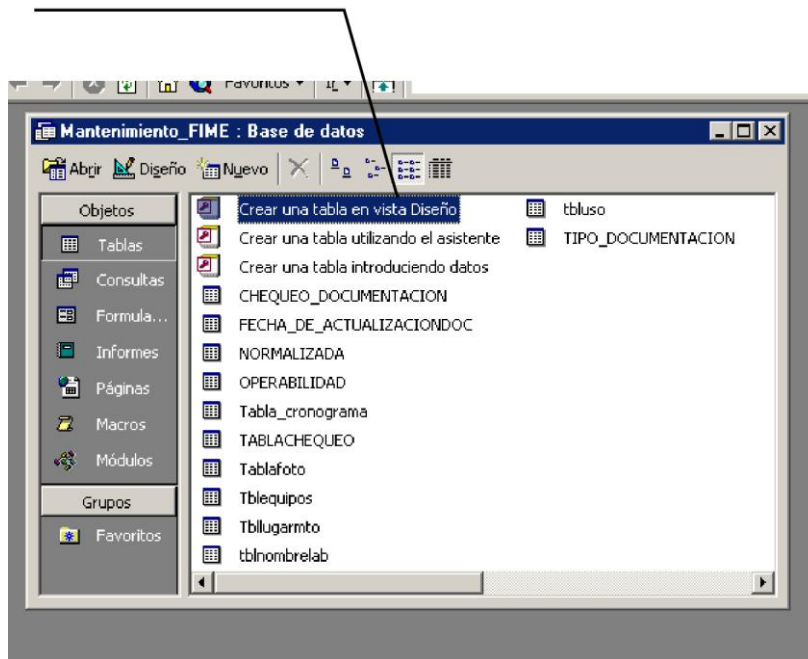 Favoritos
Ir
Mantenimiento_FIME : Base de datos
Abrir Diseño Nuevo
Objetos
Tablas
Consultas
Formula...
Informes
Páginas
Macros
Módulos
Grupos
Favoritos
Crear una tabla en vista Diseño
Crear una tabla utilizando el asistente
Crear una tabla introduciendo datos
CHEQUEO_DOCUMENTACION
FECHA_DE_ACTUALIZACIONDOC
NORMALIZADA
OPERABILIDAD
Tabla_cronograma
TABLACHEQUEO
Tablafoto
Tblequipos
Tbllugarmto
tblnombrelab
tbluso
TIPO_DOCUMENTACION